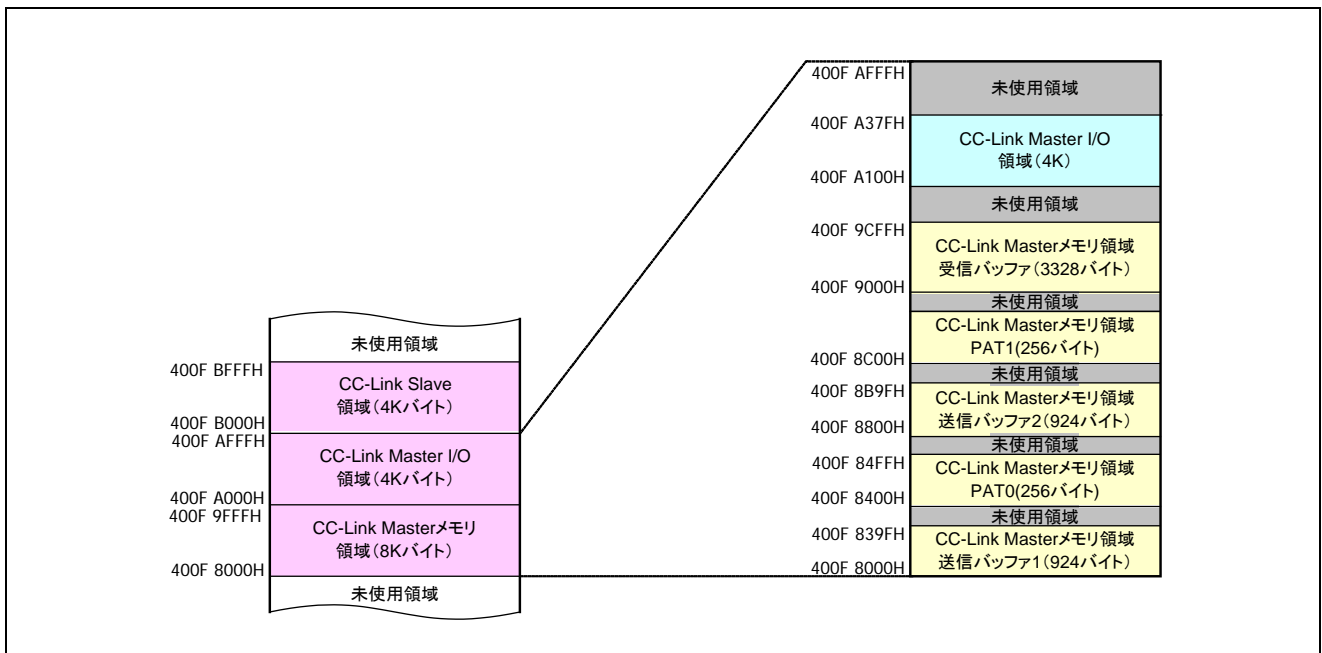 未使用領域
400F BFFFH
CC-Link Slave
領域(4Kバイト)
400F B000H
400F AFFFH
CC-Link Master I/O
領域(4Kバイト)
400F A000H
400F 9FFFH
CC-Link Masterメモリ
領域(8Kバイト)
400F 8000H
未使用領域
400F AFFFH
未使用領域
400F A37FH
CC-Link Master I/O
領域(4K)
400F A100H
未使用領域
400F 9CFFH
CC-Link Masterメモリ領域
受信バッファ(3328バイト)
400F 9000H
未使用領域
CC-Link Masterメモリ領域
PAT1(256バイト)
400F 8C00H
未使用領域
400F 8B9FH
CC-Link Masterメモリ領域
送信バッファ2(924バイト)
400F 8800H
未使用領域
400F 84FFH
CC-Link Masterメモリ領域
PAT0(256バイト)
400F 8400H
未使用領域
400F 839FH
CC-Link Masterメモリ領域
送信バッファ1(924バイト)
400F 8000H